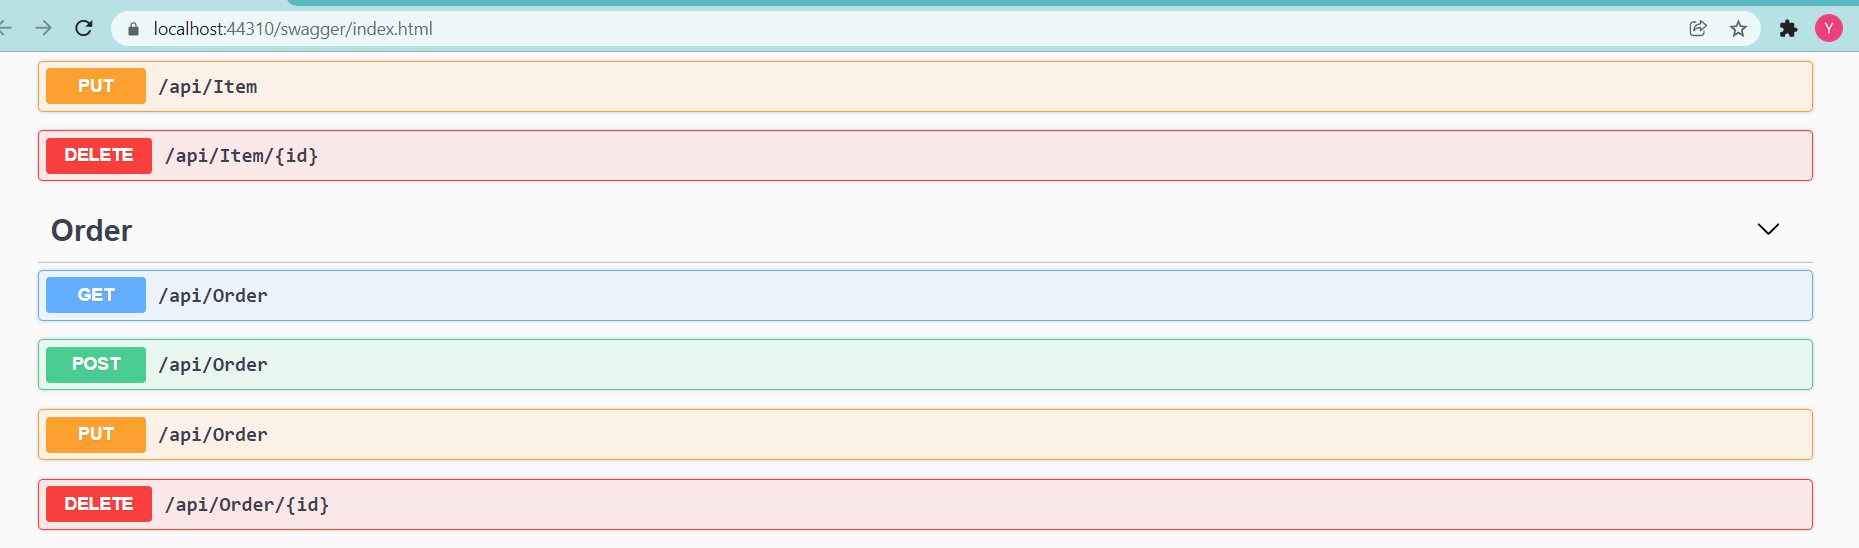 localhost:44310/swagger/index.html
Y
PUT /api/Item
DELETE /api/Item/{id}
Order
GET /api/Order
POST /api/Order
PUT /api/Order
DELETE /api/Order/{id}